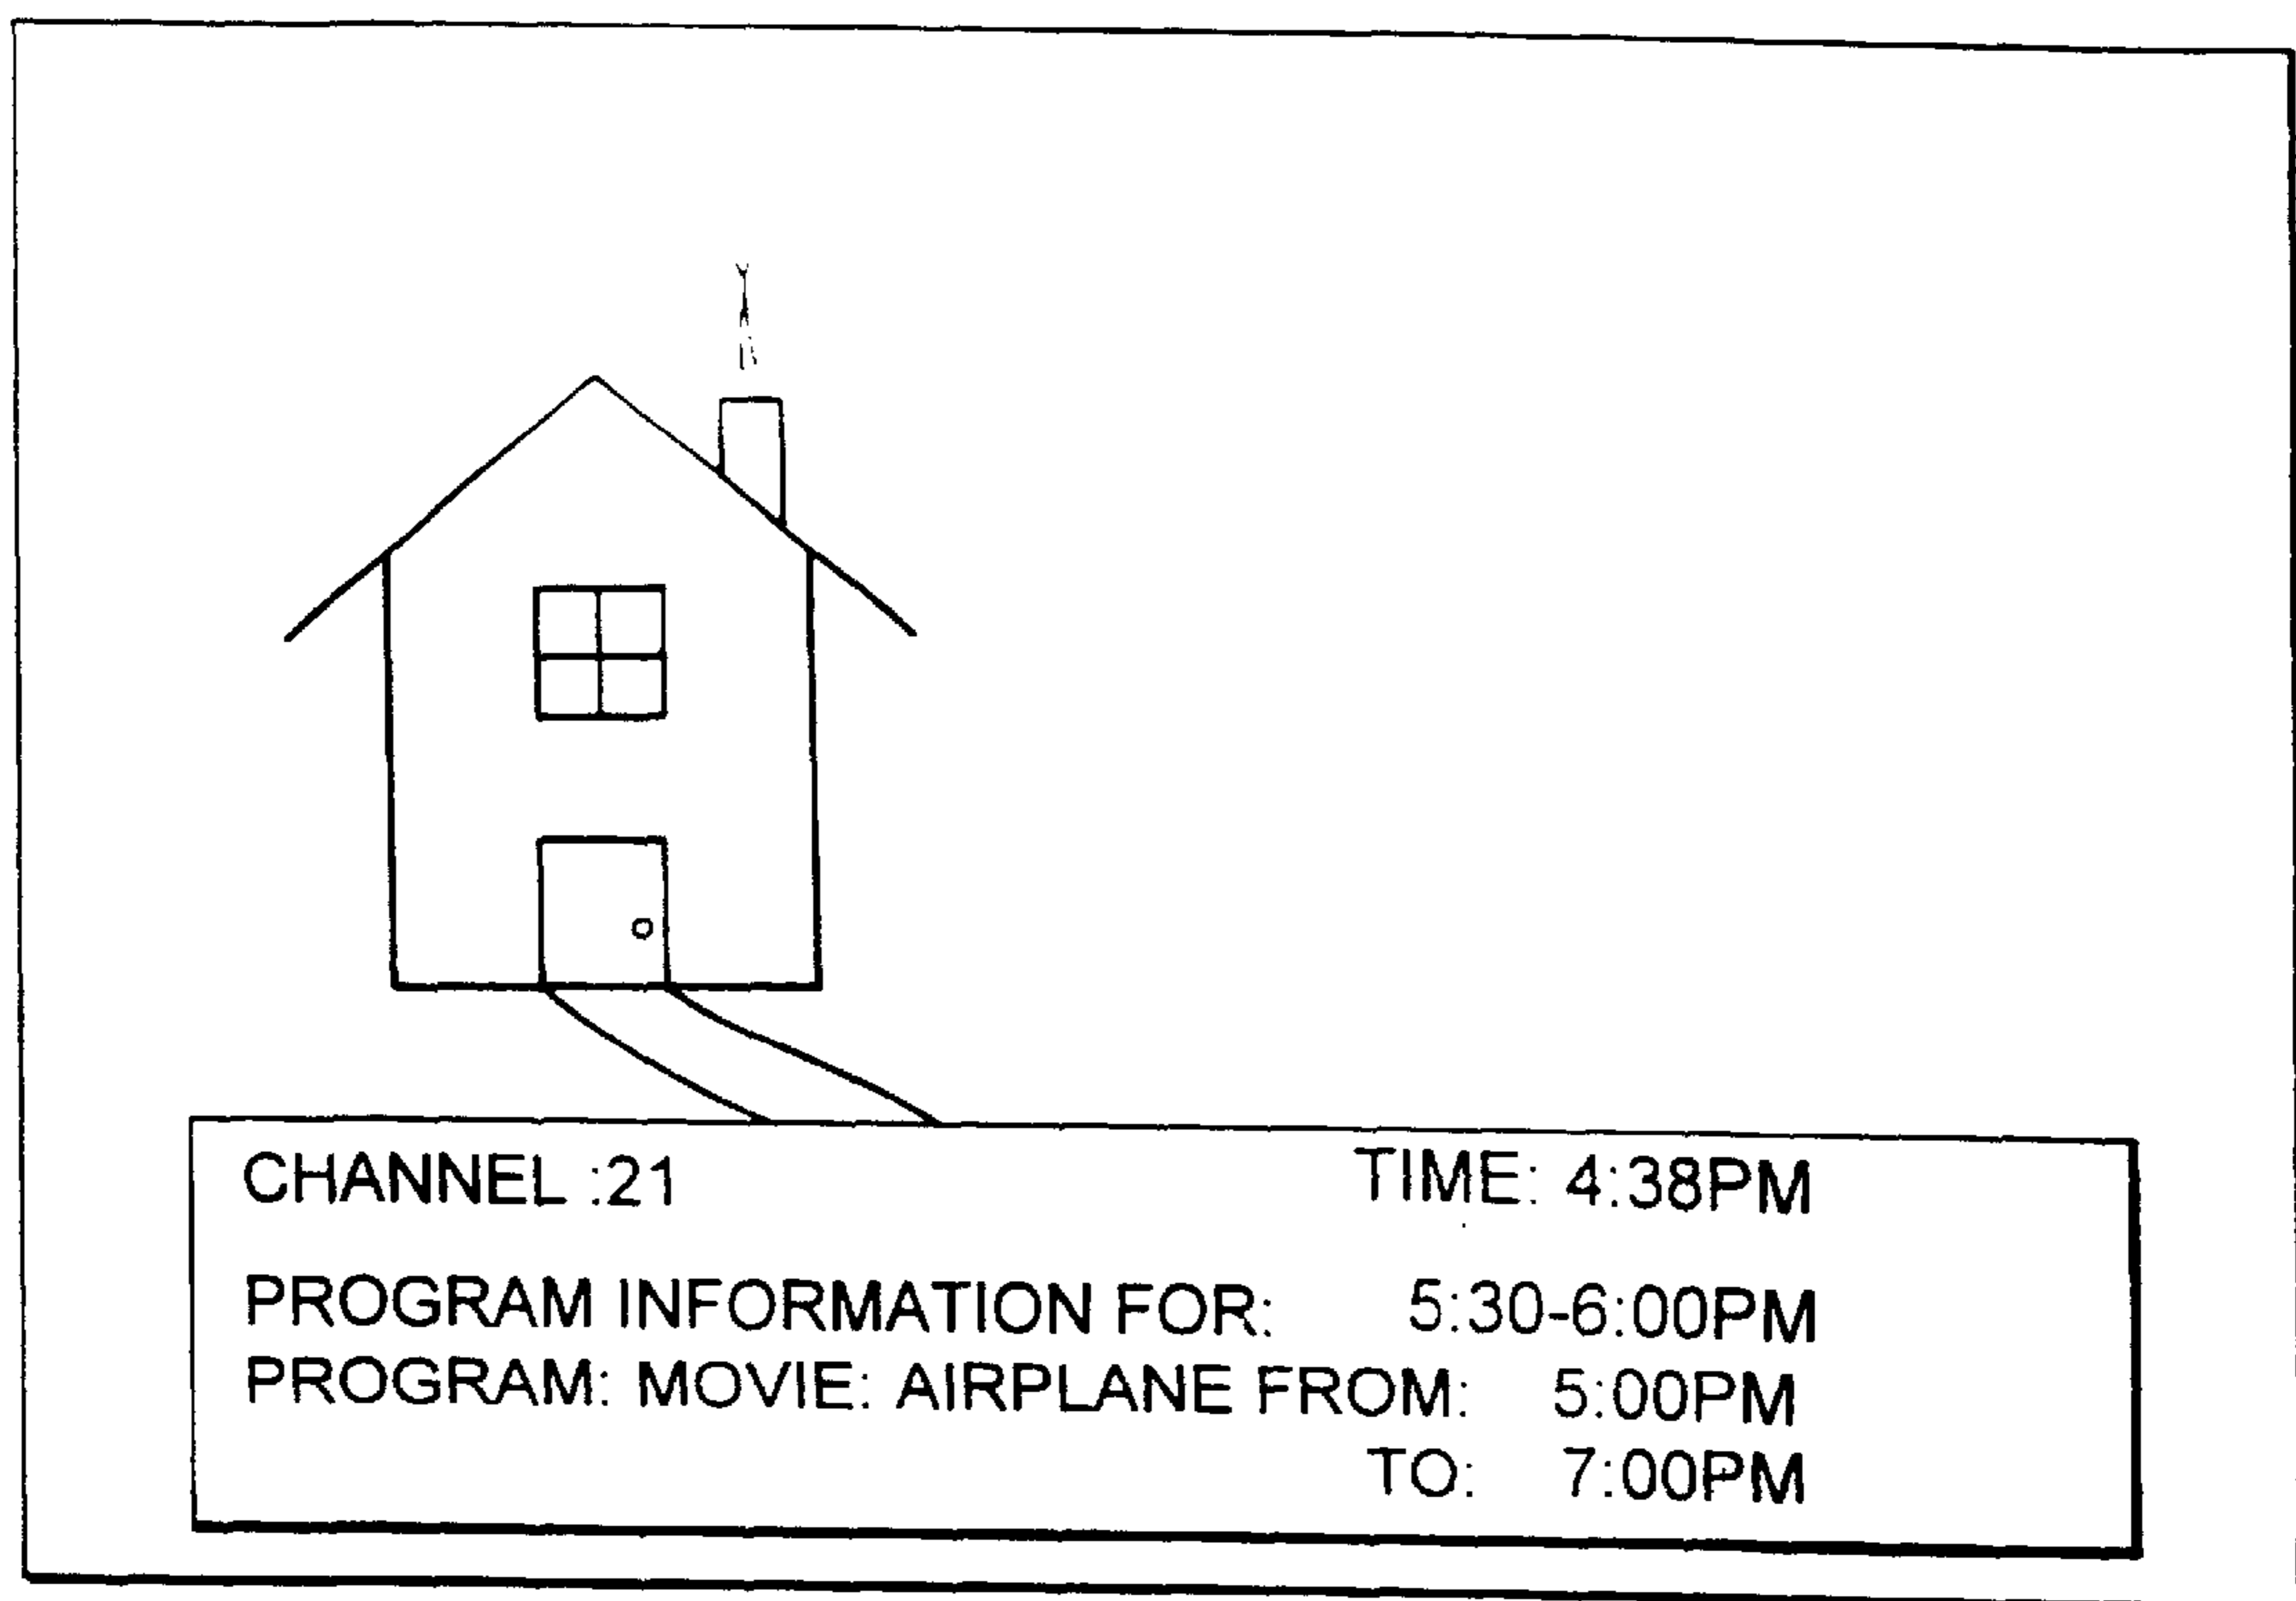 CHANNEL :21 TIME: 4:38PM
PROGRAM INFORMATION FOR: 5:30-6:00PM
PROGRAM: MOVIE: AIRPLANE FROM: 5:00PM
TO: 7:00PM